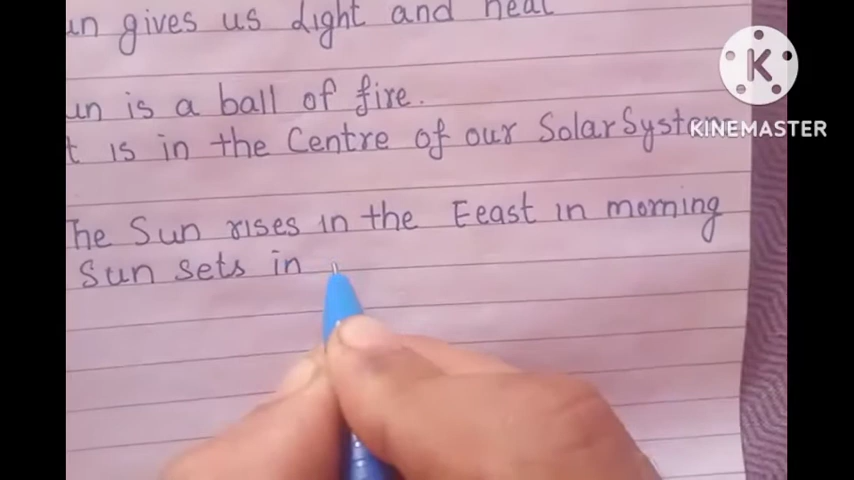 un gives us Light and heat
un is a ball of fire.
t is in the Centre of our Solar System
The Sun rises in the Eeast in morning
Sun sets in
K
KINEMASTER